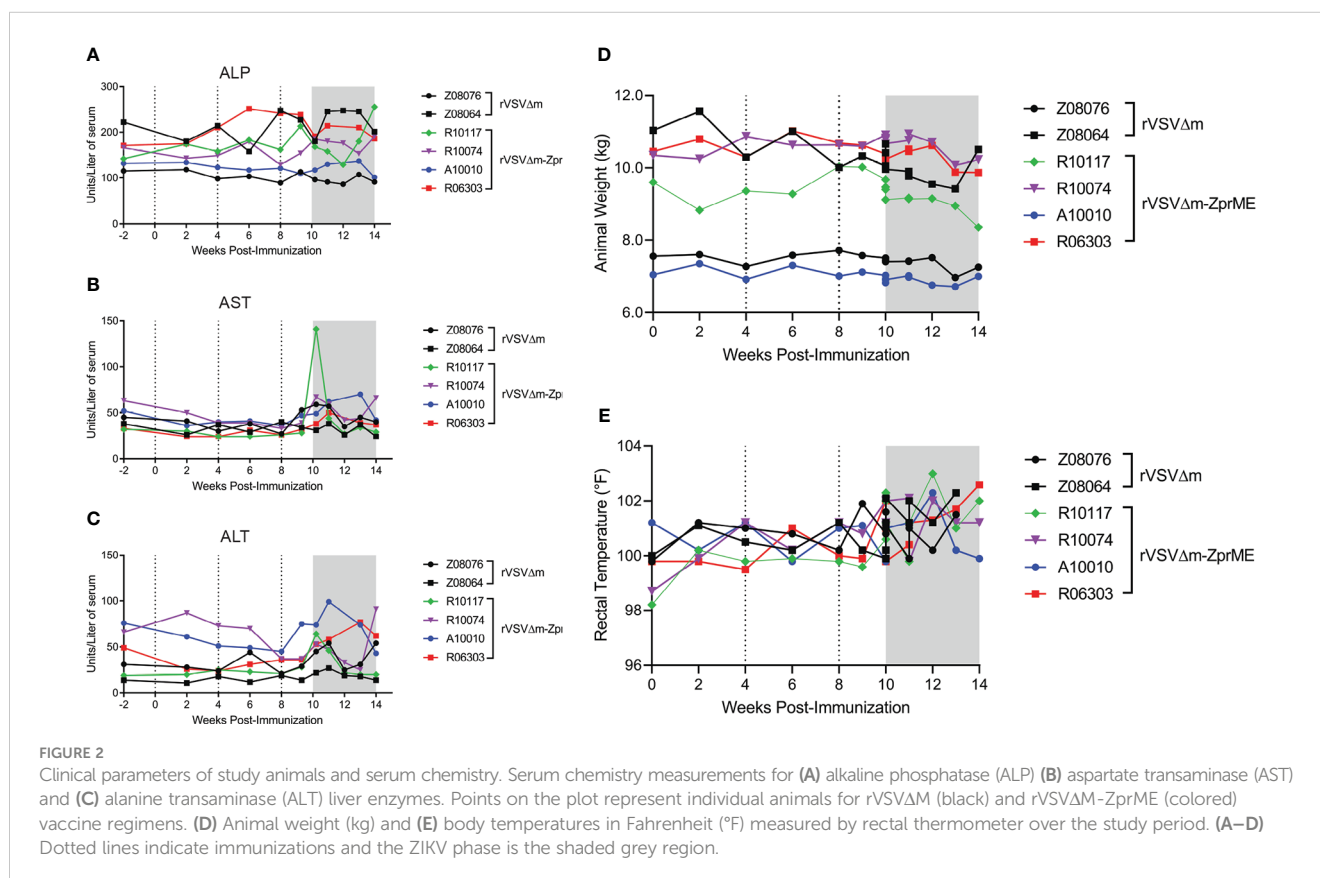 A
ALP
Units/Liter of serum
300
200
100
0
-2 0 2 4 6 8 10 12 14
Weeks Post-Immunization
Z08076
Z08064
rVSVΔm
R10117
R10074
A10010
R06303
rVSVΔm-Zpr
B
AST
Units/Liter of serum
150
100
50
0
-2 0 2 4 6 8 10 12 14
Weeks Post-Immunization
Z08076
Z08064
rVSVΔm
R10117
R10074
A10010
R06303
rVSVΔm-Zpr
C
ALT
Units/Liter of serum
150
100
50
0
-2 0 2 4 6 8 10 12 14
Weeks Post-Immunization
Z08076
Z08064
rVSVΔm
R10117
R10074
A10010
R06303
rVSVΔm-Zpr
D
Animal Weight (kg)
12.0
10.0
8.0
6.0
0 2 4 6 8 10 12 14
Weeks Post-Immunization
Z08076
Z08064
rVSVΔm
R10117
R10074
A10010
R06303
rVSVΔm-ZprME
E
Rectal Temperature (°F)
104
102
100
98
96
0 2 4 6 8 10 12 14
Weeks Post-Immunization
Z08076
Z08064
rVSVΔm
R10117
R10074
A10010
R06303
rVSVΔm-ZprME
FIGURE 2
Clinical parameters of study animals and serum chemistry. Serum chemistry measurements for (A) alkaline phosphatase (ALP) (B) aspartate transaminase (AST)
and (C) alanine transaminase (ALT) liver enzymes. Points on the plot represent individual animals for rVSVΔM (black) and rVSVΔM-ZprME (colored)
vaccine regimens. (D) Animal weight (kg) and (E) body temperatures in Fahrenheit (°F) measured by rectal thermometer over the study period. (A–D)
Dotted lines indicate immunizations and the ZIKV phase is the shaded grey region.